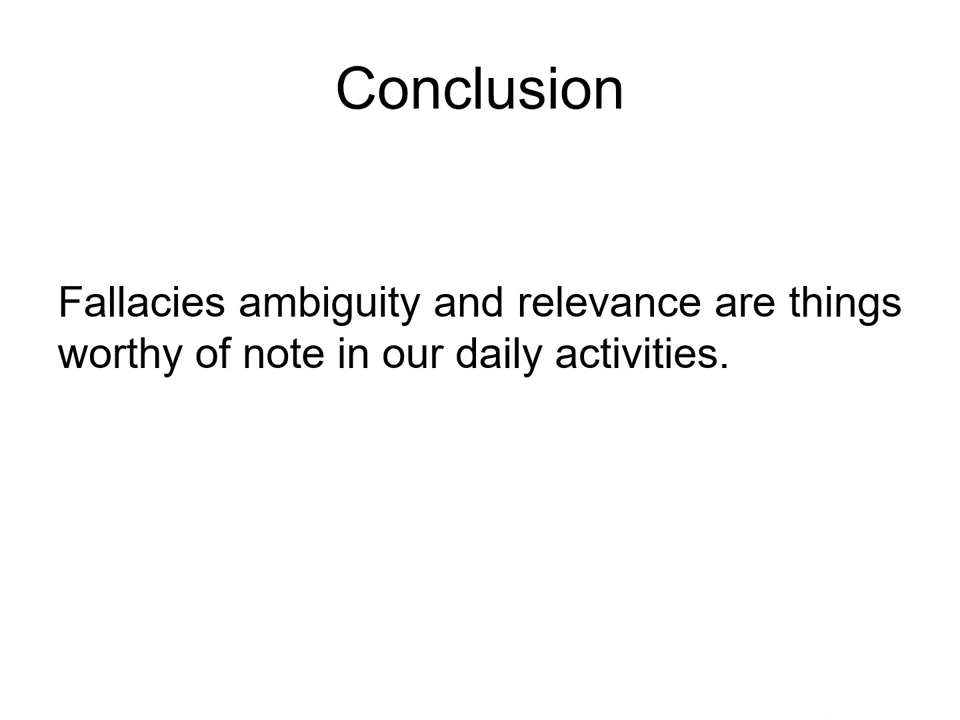 Conclusion
Fallacies ambiguity and relevance are things
worthy of note in our daily activities.